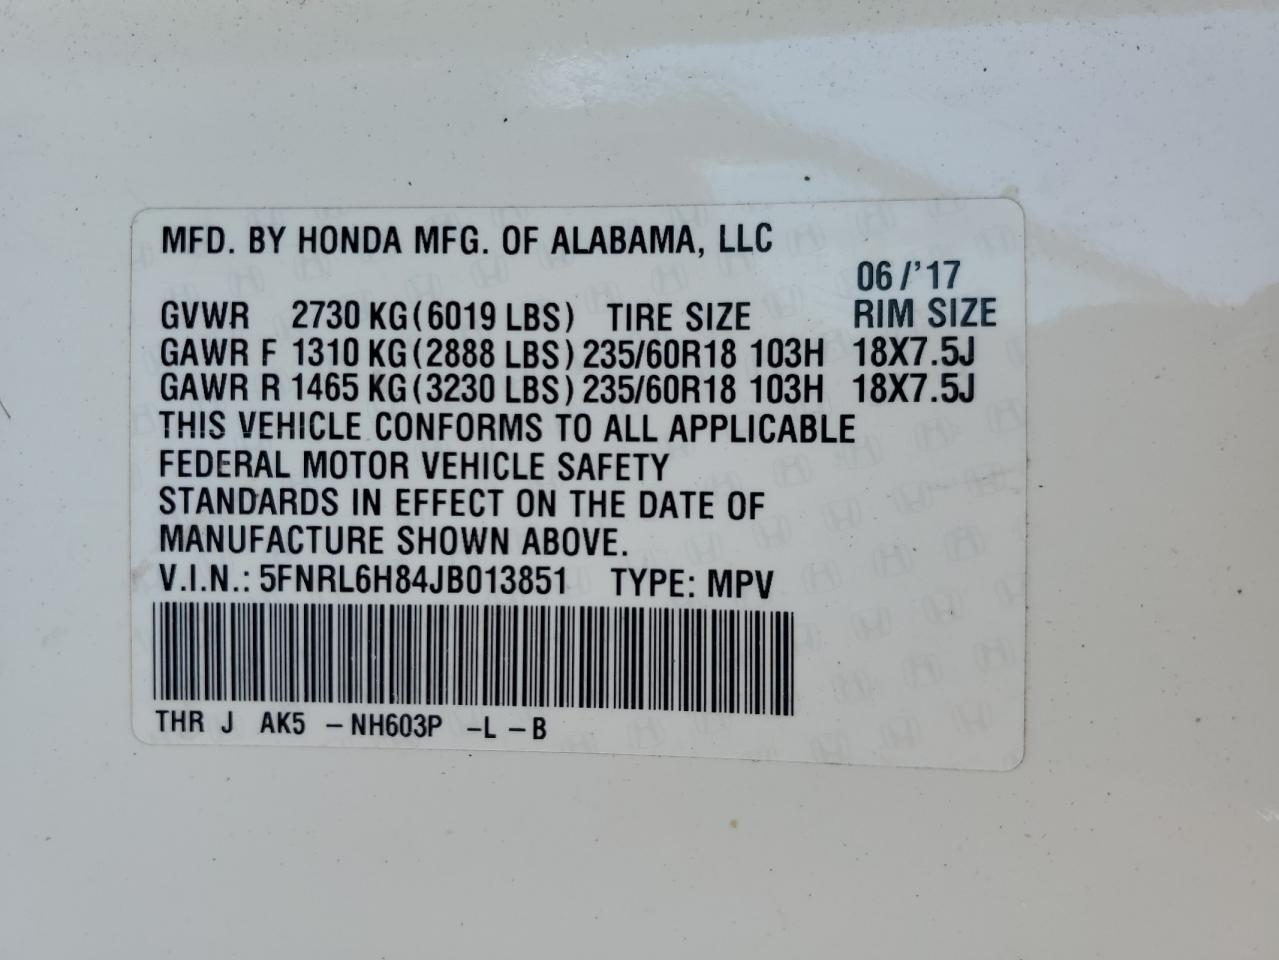 MFD. BY HONDA MFG. OF ALABAMA, LLC
06/'17
GVWR 2730 KG(6019 LBS) TIRE SIZE RIM SIZE
GAWR F 1310 KG(2888 LBS) 235/60R18 103H 18X7.5J
GAWR R 1465 KG(3230 LBS) 235/60R18 103H 18X7.5J
THIS VEHICLE CONFORMS TO ALL APPLICABLE
FEDERAL MOTOR VEHICLE SAFETY
STANDARDS IN EFFECT ON THE DATE OF
MANUFACTURE SHOWN ABOVE.
V.I.N.: 5FNRL6H84JB013851 TYPE: MPV
THR J AK5 -NH603P -L -B